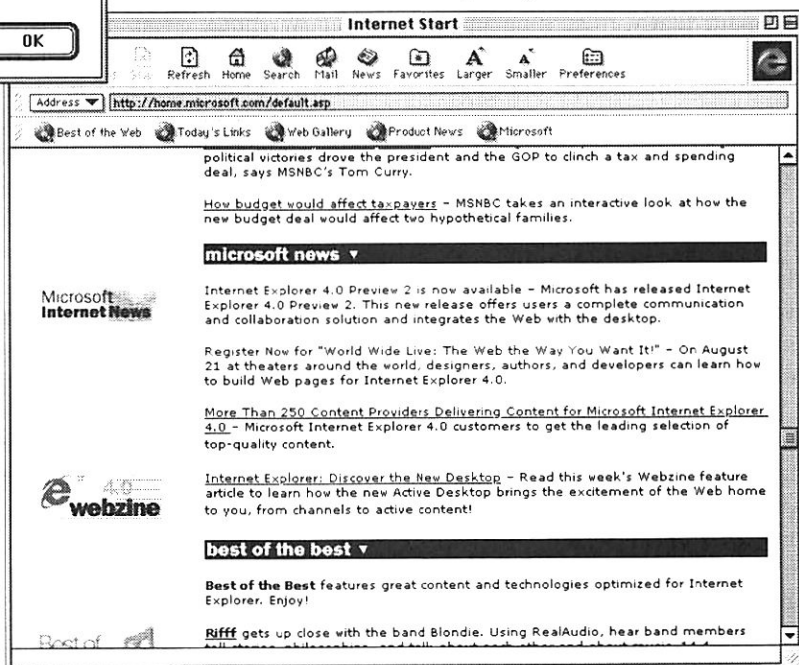 Internet Start
OK
Refresh Home Search Mail News Favorites Larger Smaller Preferences
Address http://home.microsoft.com/default.asp
Best of the Web Today's Links Web Gallery Product News Microsoft
political victories drove the president and the GOP to clinch a tax and spending
deal, says MSNBC's Tom Curry.
How budget would affect taxpayers - MSNBC takes an interactive look at how the
new budget deal would affect two hypothetical families.
microsoft news
Microsoft
Internet News
Internet Explorer 4.0 Preview 2 is now available - Microsoft has released Internet
Explorer 4.0 Preview 2. This new release offers users a complete communication
and collaboration solution and integrates the Web with the desktop.
Register Now for "World Wide Live: The Web the Way You Want It!" - On August
21 at theaters around the world, designers, authors, and developers can learn how
to build Web pages for Internet Explorer 4.0.
More Than 250 Content Providers Delivering Content for Microsoft Internet Explorer
4.0 - Microsoft Internet Explorer 4.0 customers to get the leading selection of
top-quality content.
4.0
webzine
Internet Explorer: Discover the New Desktop - Read this week's Webzine feature
article to learn how the new Active Desktop brings the excitement of the Web home
to you, from channels to active content!
best of the best
Best of the Best features great content and technologies optimized for Internet
Explorer. Enjoy!
Best of
Rifff gets up close with the band Blondie. Using RealAudio, hear band members